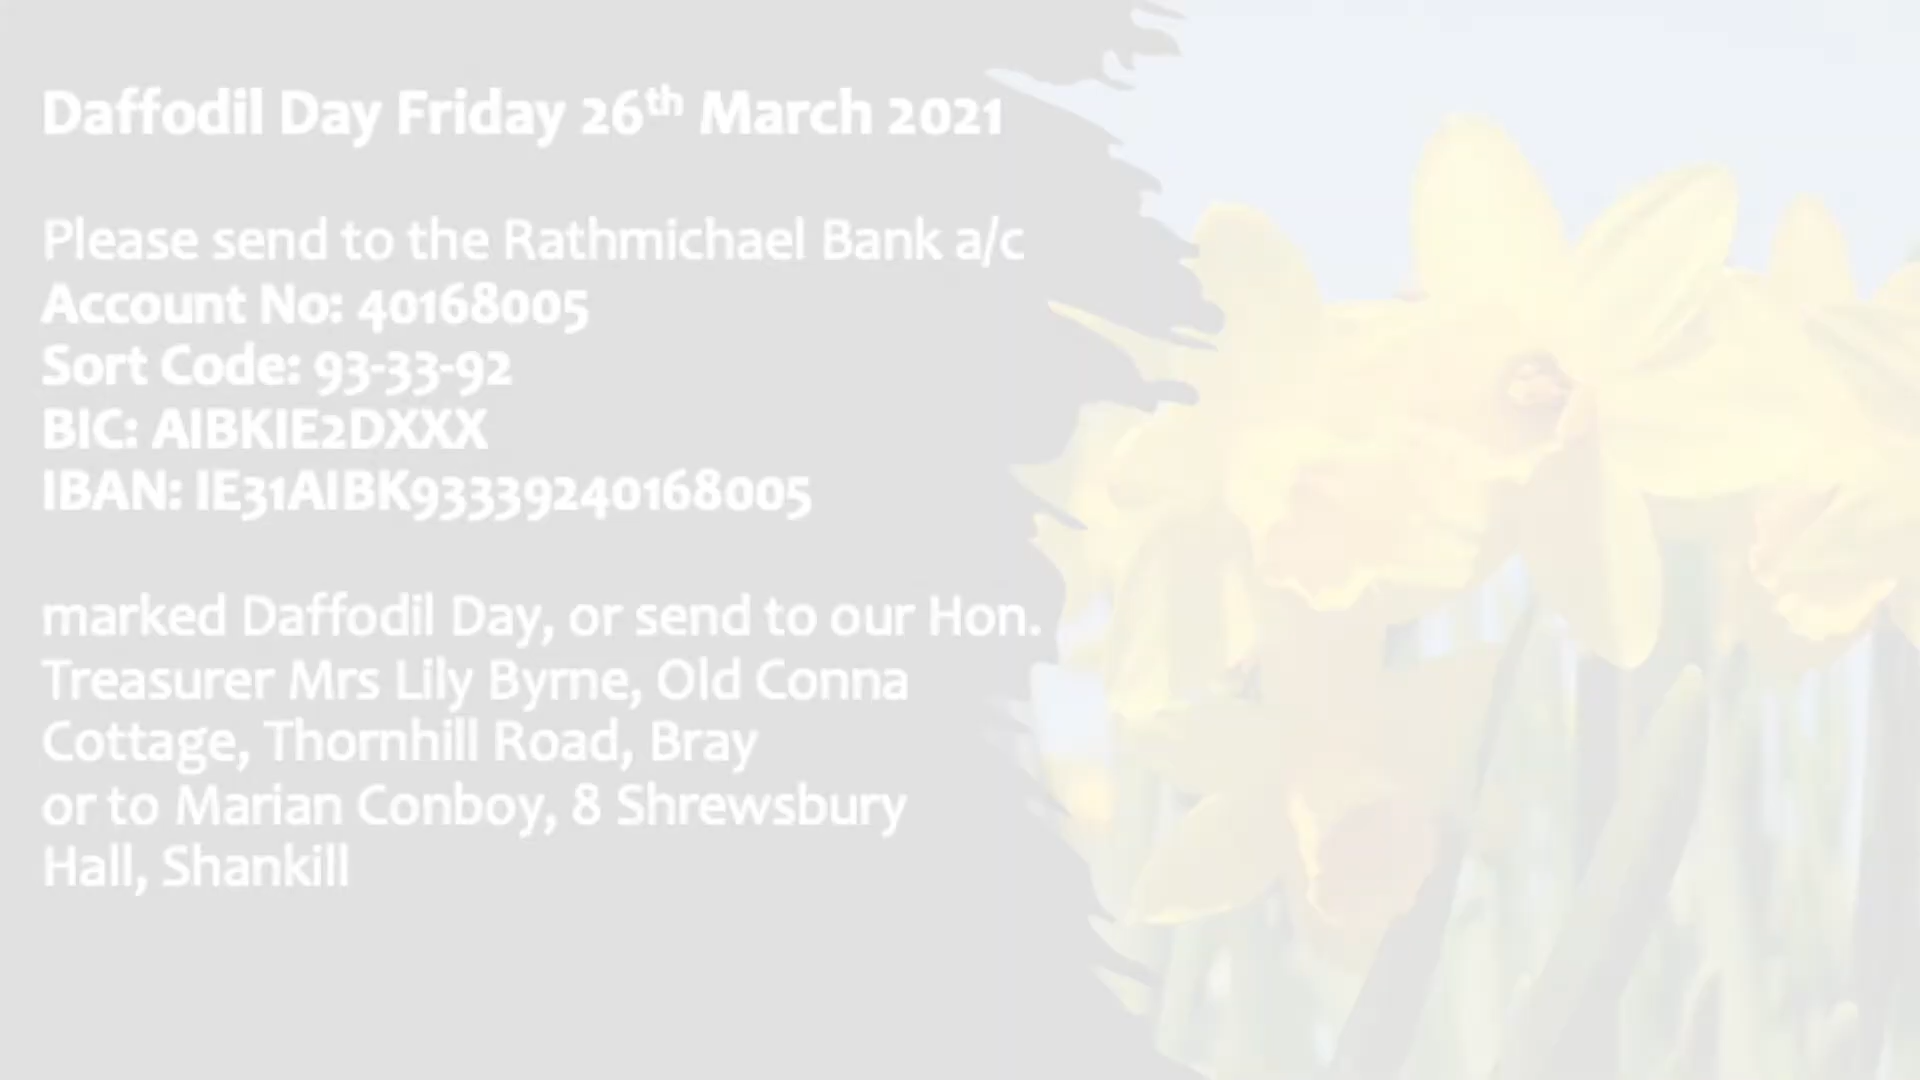 Daffodil Day Friday 26th March 2021
Please send to the Rathmichael Bank a/c
Account No: 40168005
Sort Code: 93-33-92
BIC: AIBKIE2DXXX
IBAN: IE31AIBK93339240168005
marked Daffodil Day, or send to our Hon.
Treasurer Mrs Lily Byrne, Old Conna
Cottage, Thornhill Road, Bray
or to Marian Conboy, 8 Shrewsbury
Hall, Shankill